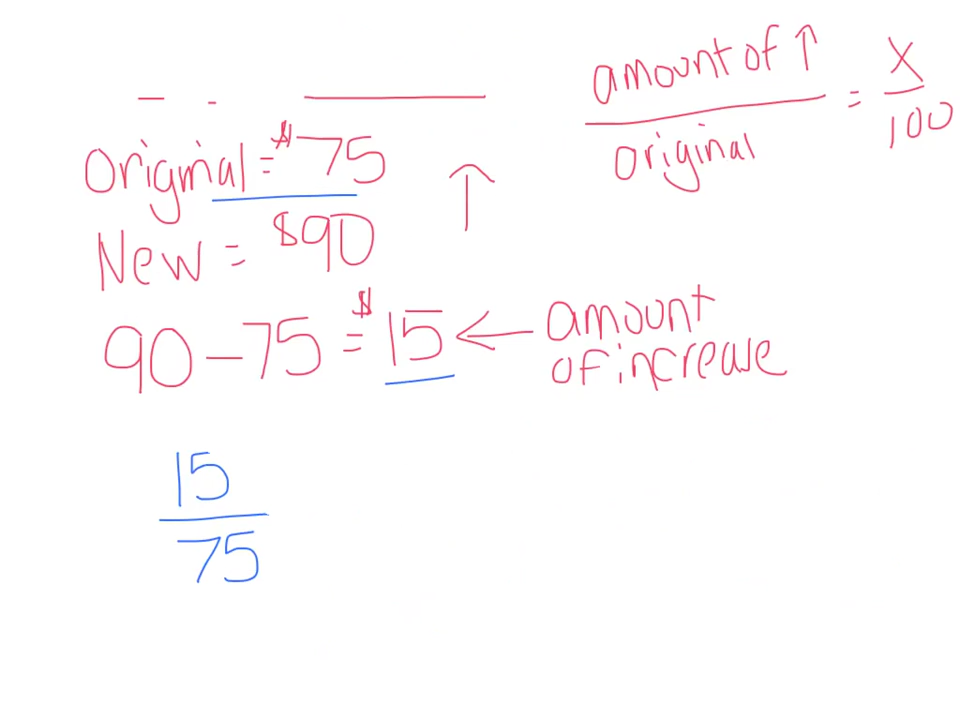 amount of ↑
original
= x
100
Original = $75
↑
New = $90
90 - 75 = $15 ← amount
of increase
15
75